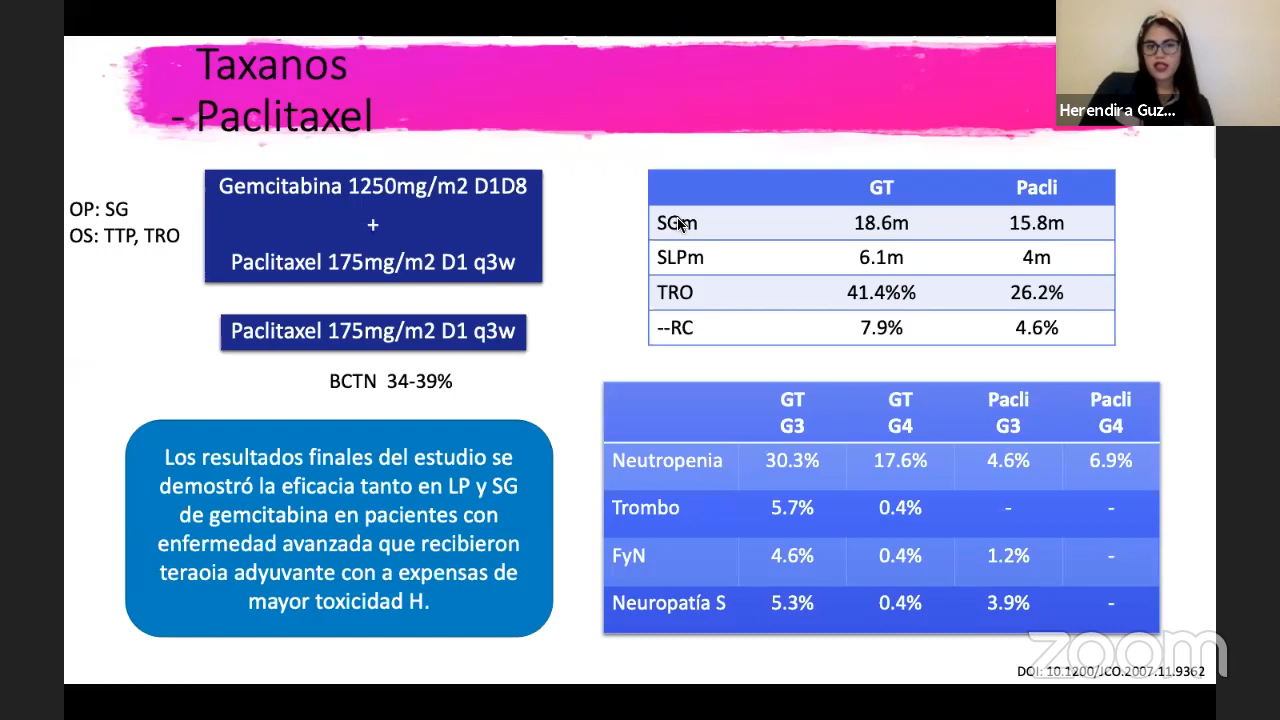 Taxanos
- Paclitaxel
Herendira Guz...
OP: SG
OS: TTP, TRO
Gemcitabina 1250mg/m2 D1D8
+
Paclitaxel 175mg/m2 D1 q3w
Paclitaxel 175mg/m2 D1 q3w
BCTN 34-39%
Los resultados finales del estudio se
demostró la eficacia tanto en LP y SG
de gemcitabina en pacientes con
enfermedad avanzada que recibieron
teraoia adyuvante con a expensas de
mayor toxicidad H.
GT Pacli
SGm 18.6m 15.8m
SLPm 6.1m 4m
TRO 41.4%% 26.2%
--RC 7.9% 4.6%
GT GT Pacli Pacli
G3 G4 G3 G4
Neutropenia 30.3% 17.6% 4.6% 6.9%
Trombo 5.7% 0.4% - -
FyN 4.6% 0.4% 1.2% -
Neuropatía S 5.3% 0.4% 3.9% -
zoom
DOI: 10.1200/JCO.2007.11.9362